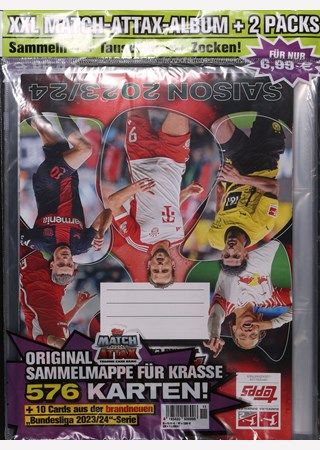 XXL MATCH-ATTAX-ALBUM + 2 PACKS
Sammeln Zocken!
FÜR NUR
6,99 €
SAISON 2023/24
MATCH
ATTAX
ORIGINAL
SAMMELMAPPE FÜR KRASSE
576 KARTEN!
+ 10 Cards aus der brandneuen
„Bundesliga 2023/24“-Serie
topps